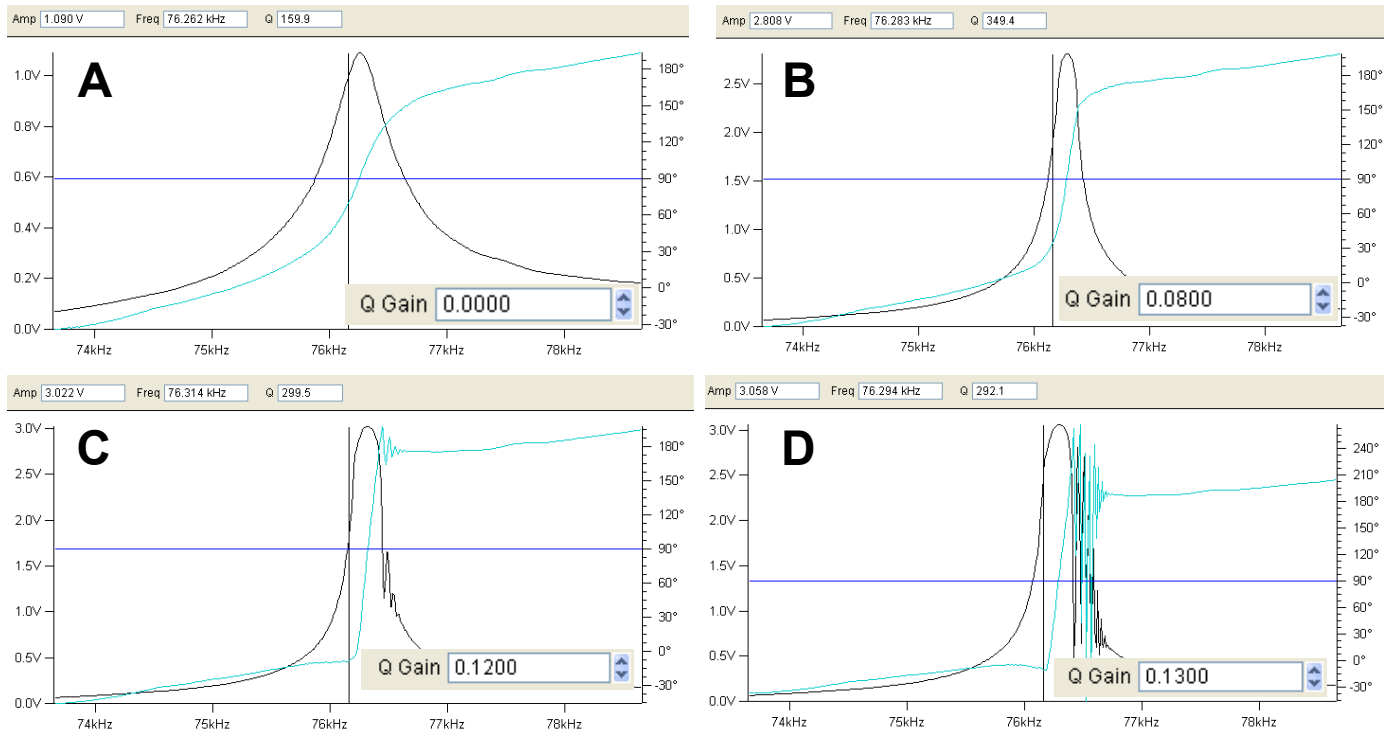 Amp 1.090 V Freq 76.262 kHz Q 159.9
A
1.0V
0.8V
0.6V
0.4V
0.2V
0.0V
180°
150°
120°
90°
60°
30°
0°
-30°
Q Gain 0.0000
74kHz 75kHz 76kHz 77kHz 78kHz
Amp 2.808 V Freq 76.283 kHz Q 349.4
B
2.5V
2.0V
1.5V
1.0V
0.5V
0.0V
180°
150°
120°
90°
60°
30°
0°
-30°
Q Gain 0.0800
74kHz 75kHz 76kHz 77kHz 78kHz
Amp 3.022 V Freq 76.314 kHz Q 299.5
C
3.0V
2.5V
2.0V
1.5V
1.0V
0.5V
0.0V
180°
150°
120°
90°
60°
30°
0°
-30°
Q Gain 0.1200
74kHz 75kHz 76kHz 77kHz 78kHz
Amp 3.058 V Freq 76.294 kHz Q 292.1
D
3.0V
2.5V
2.0V
1.5V
1.0V
0.5V
0.0V
240°
210°
180°
150°
120°
90°
60°
30°
0°
-30°
Q Gain 0.1300
74kHz 75kHz 76kHz 77kHz 78kHz